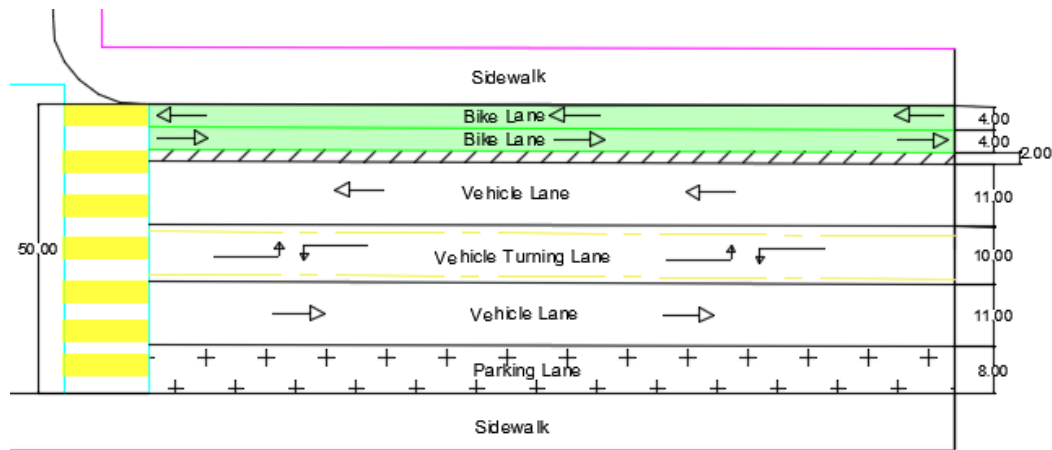 Sidewalk
Bike Lane
4.00
Bike Lane
4.00
2.00
Vehicle Lane
11.00
50.00
Vehicle Turning Lane
10.00
Vehicle Lane
11.00
Parking Lane
8.00
Sidewalk